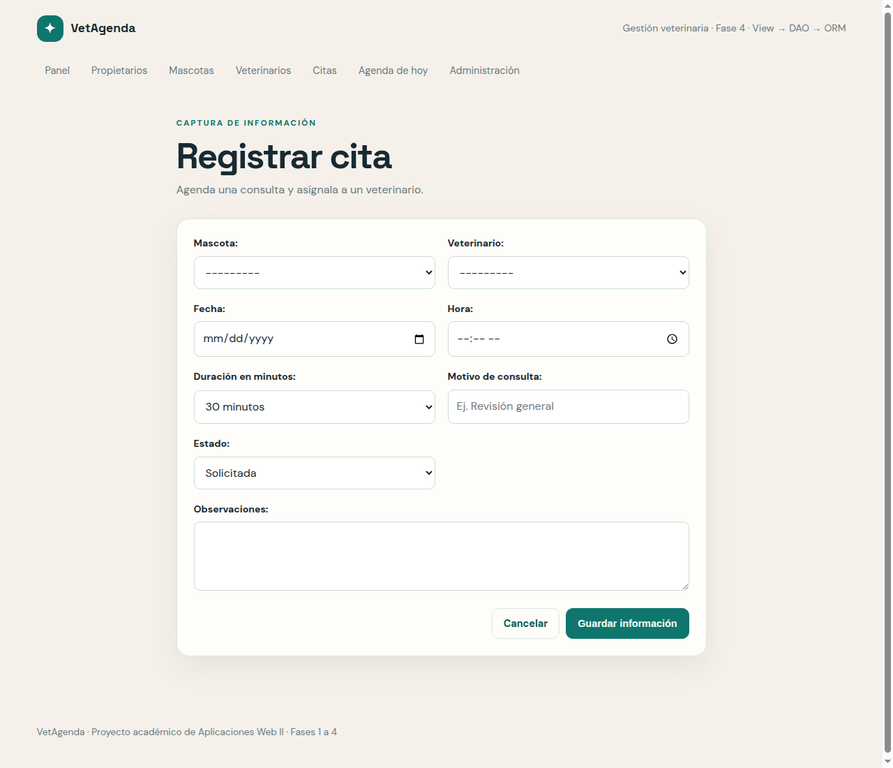 ✦ VetAgenda
Gestión veterinaria · Fase 4 · View → DAO → ORM
Panel Propietarios Mascotas Veterinarios Citas Agenda de hoy Administración
CAPTURA DE INFORMACIÓN
Registrar cita
Agenda una consulta y asígnala a un veterinario.
Mascota: Veterinario:
--------- ---------
Fecha: Hora:
mm/dd/yyyy --:-- --
Duración en minutos: Motivo de consulta:
30 minutos Ej. Revisión general
Estado:
Solicitada
Observaciones:
Cancelar Guardar información
VetAgenda · Proyecto académico de Aplicaciones Web II · Fases 1 a 4